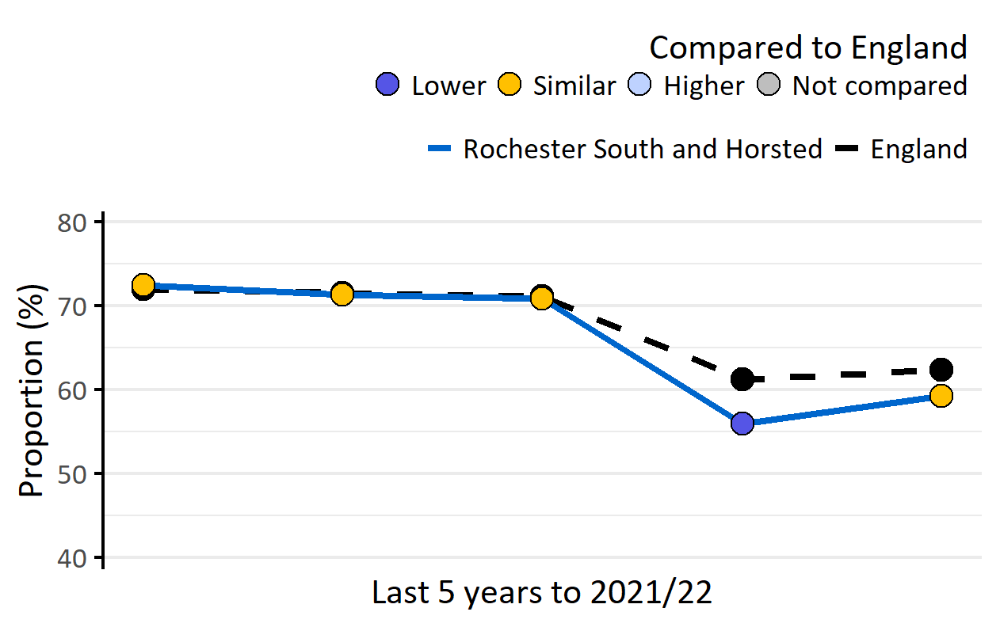 Compared to England
Lower Similar Higher Not compared
Rochester South and Horsted England
80
70
60
50
40
Proportion (%)
Last 5 years to 2021/22